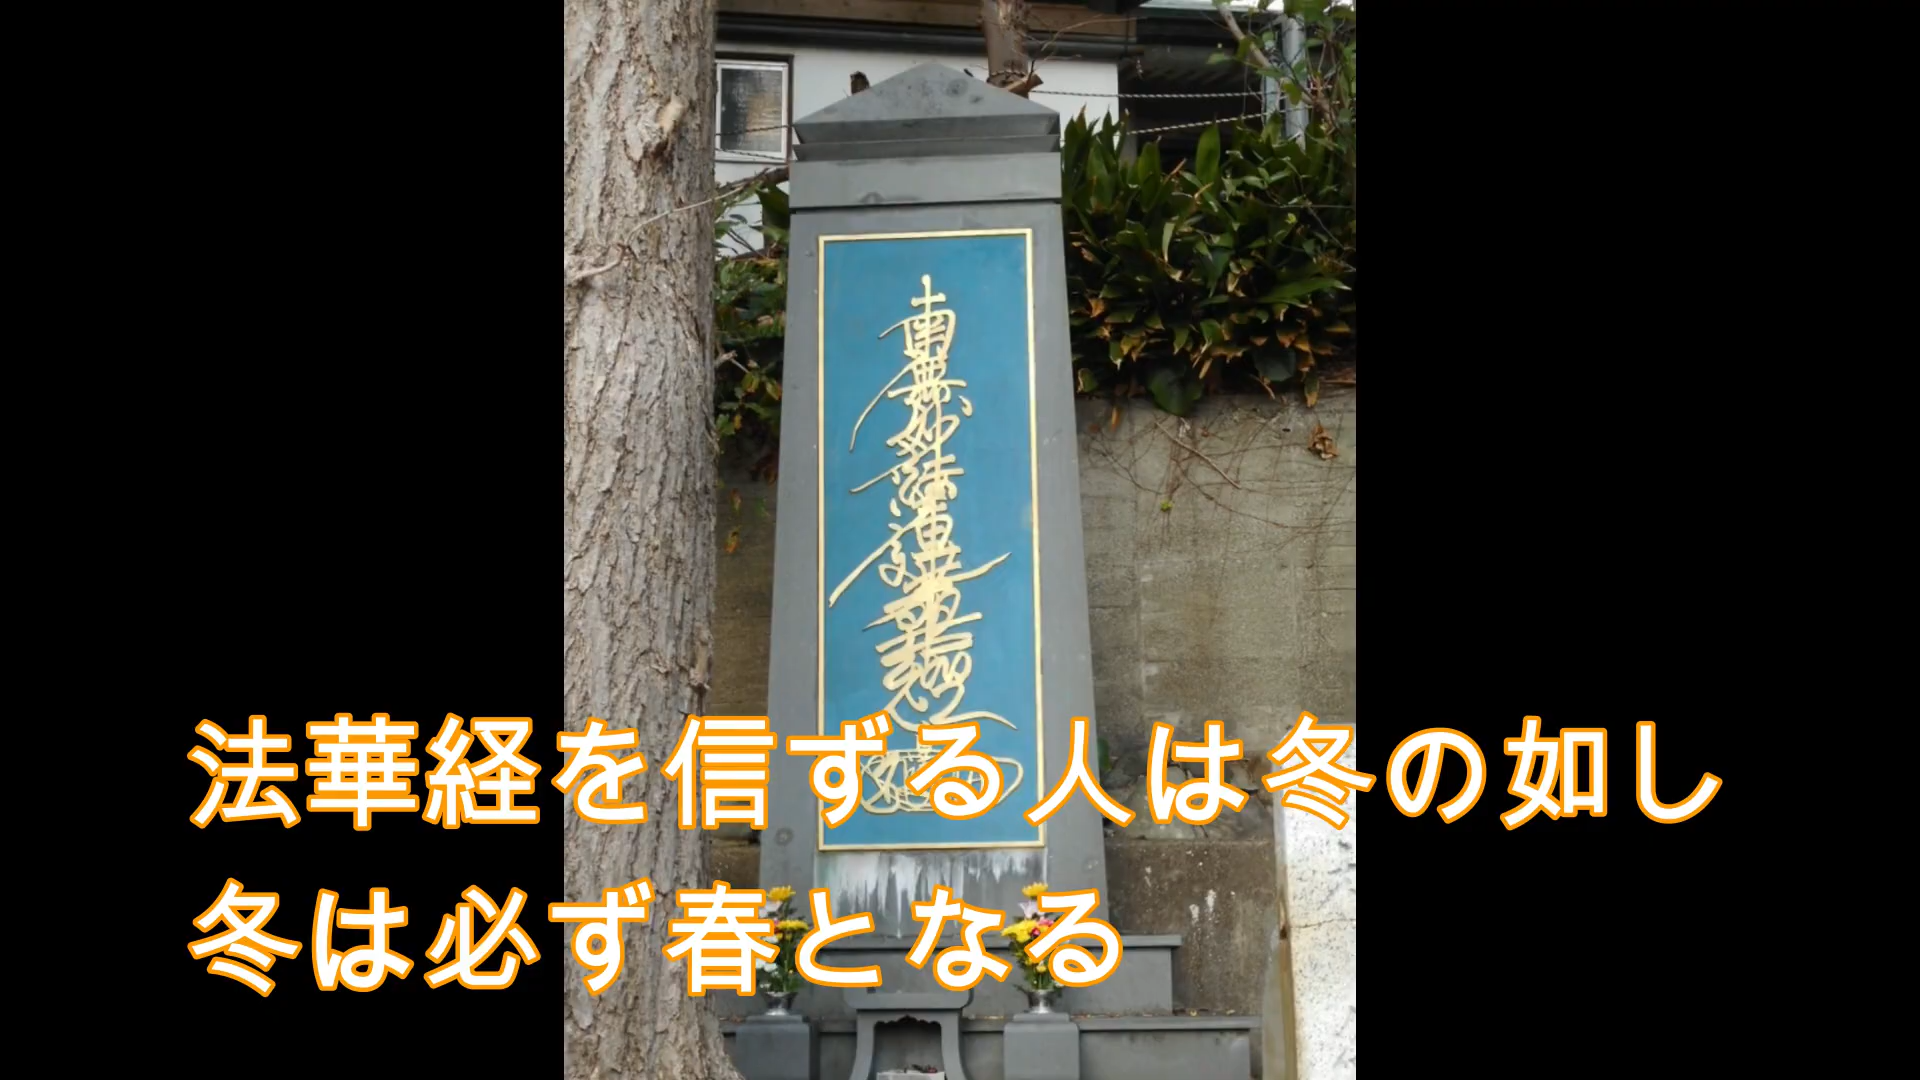 南無妙法蓮華経
法華経を信ずる人は冬の如し
冬は必ず春となる